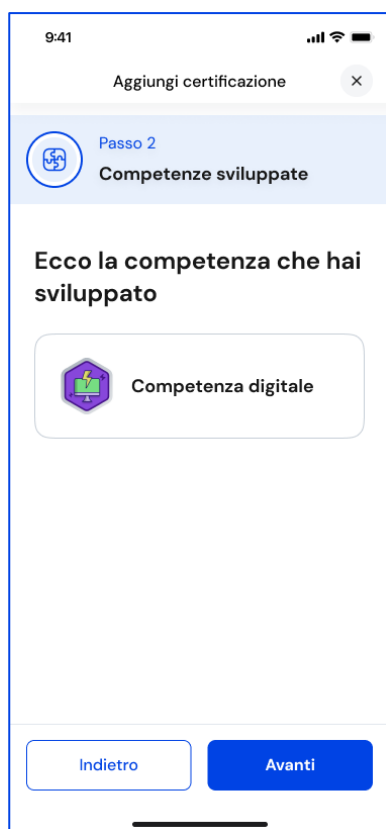 9:41
Aggiungi certificazione
Passo 2
Competenze sviluppate
Ecco la competenza che hai
sviluppato
Competenza digitale
Indietro
Avanti